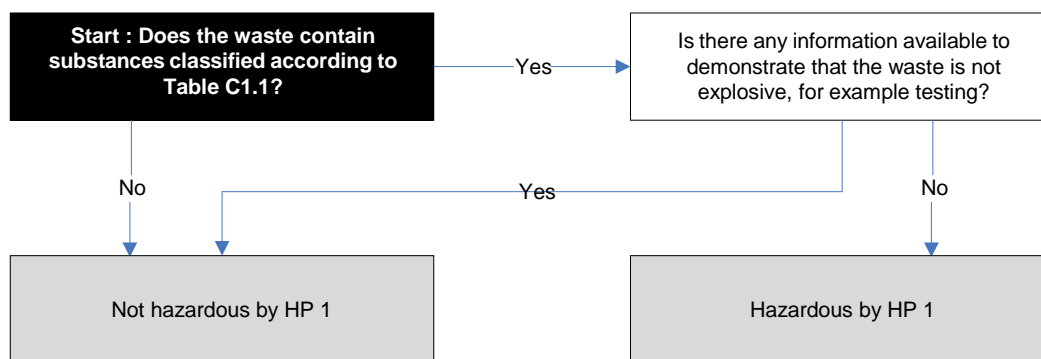 Start : Does the waste contain
substances classified according to
Table C1.1?
Yes
Is there any information available to
demonstrate that the waste is not
explosive, for example testing?
No
Yes
No
Not hazardous by HP 1
Hazardous by HP 1